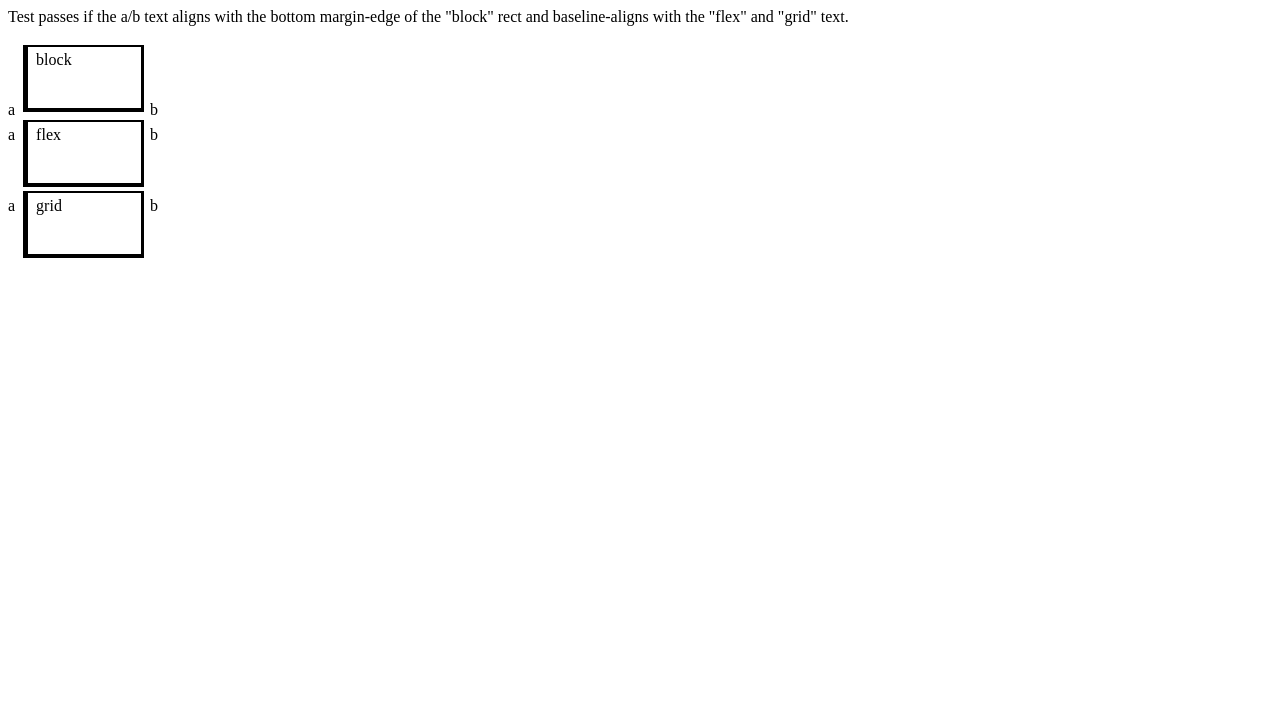 Test passes if the a/b text aligns with the bottom margin-edge of the "block" rect and baseline-aligns with the "flex" and "grid" text.
block
a b
a flex b
a grid b